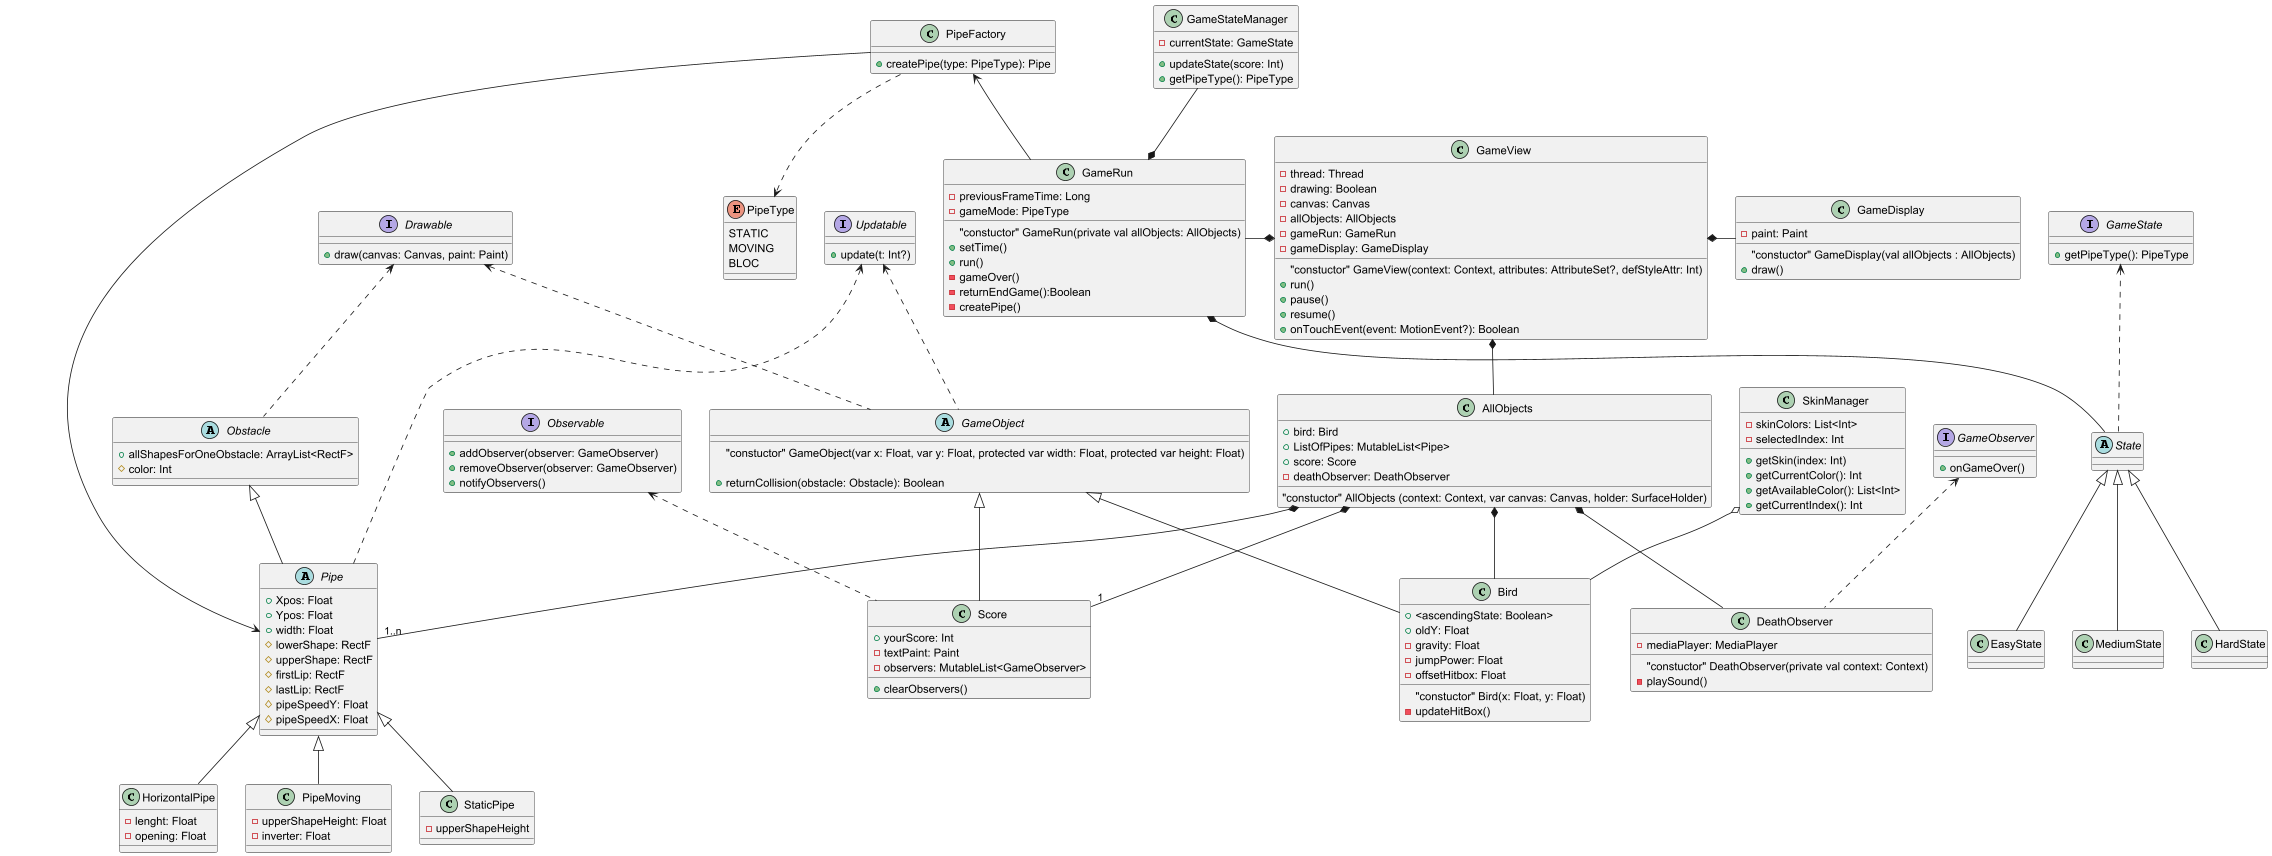 C PipeFactory
createPipe(type: PipeType): Pipe
C GameStateManager
currentState: GameState
updateState(score: Int)
getPipeType(): PipeType
I Drawable
draw(canvas: Canvas, paint: Paint)
E PipeType
STATIC
MOVING
BLOC
I Updatable
update(t: Int?)
C GameRun
previousFrameTime: Long
gameMode: PipeType
"constuctor" GameRun(private val allObjects: AllObjects)
setTime()
run()
gameOver()
returnEndGame():Boolean
createPipe()
C GameView
thread: Thread
drawing: Boolean
canvas: Canvas
allObjects: AllObjects
gameRun: GameRun
gameDisplay: GameDisplay
"constuctor" GameView(context: Context, attributes: AttributeSet?, defStyleAttr: Int)
run()
pause()
resume()
onTouchEvent(event: MotionEvent?): Boolean
C GameDisplay
paint: Paint
"constuctor" GameDisplay(val allObjects : AllObjects)
draw()
I GameState
getPipeType(): PipeType
A Obstacle
allShapesForOneObstacle: ArrayList<RectF>
color: Int
I Observable
addObserver(observer: GameObserver)
removeObserver(observer: GameObserver)
notifyObservers()
A GameObject
"constuctor" GameObject(var x: Float, var y: Float, protected var width: Float, protected var height: Float)
returnCollision(obstacle: Obstacle): Boolean
C AllObjects
bird: Bird
ListOfPipes: MutableList<Pipe>
score: Score
deathObserver: DeathObserver
"constuctor" AllObjects (context: Context, var canvas: Canvas, holder: SurfaceHolder)
C SkinManager
skinColors: List<Int>
selectedIndex: Int
getSkin(index: Int)
getCurrentColor(): Int
getAvailableColor(): List<Int>
getCurrentIndex(): Int
I GameObserver
onGameOver()
A State
A Pipe
Xpos: Float
Ypos: Float
width: Float
lowerShape: RectF
upperShape: RectF
firstLip: RectF
lastLip: RectF
pipeSpeedY: Float
pipeSpeedX: Float
1..n
1
C Score
yourScore: Int
textPaint: Paint
observers: MutableList<GameObserver>
clearObservers()
C Bird
<ascendingState: Boolean>
oldY: Float
gravity: Float
jumpPower: Float
offsetHitbox: Float
"constuctor" Bird(x: Float, y: Float)
updateHitBox()
C DeathObserver
mediaPlayer: MediaPlayer
"constuctor" DeathObserver(private val context: Context)
playSound()
C EasyState
C MediumState
C HardState
C HorizontalPipe
lenght: Float
opening: Float
C PipeMoving
upperShapeHeight: Float
inverter: Float
C StaticPipe
upperShapeHeight